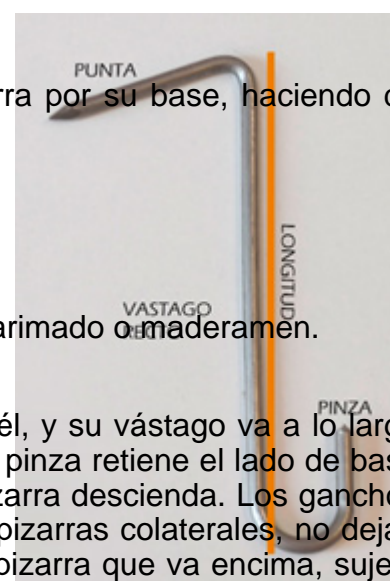 PUNTA
rra por su base, haciendo
LONGITUD
VASTAGO
arimado o maderamen.
PINZA
él, y su vástago va a lo larg
pinza retiene el lado de bas
zarra descienda. Los gancho
pizarras colaterales, no deja
pizarra que va encima, suje